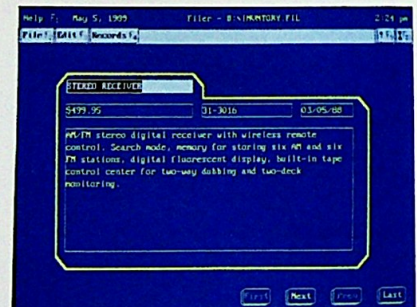 Help F1 May 5, 1989 Filer - B:\INUNTORY.FIL 2:24 pm
File F2 Edit F3 Records F4
STEREO RECEIVER
$499.95 31-3016 03/05/88
AM/FM stereo digital receiver with wireless remote
control. Search mode, memory for storing six AM and six
FM stations, digital fluorescent display, built-in tape
control center for two-way dubbing and two-deck
monitoring.
First Next Prev Last